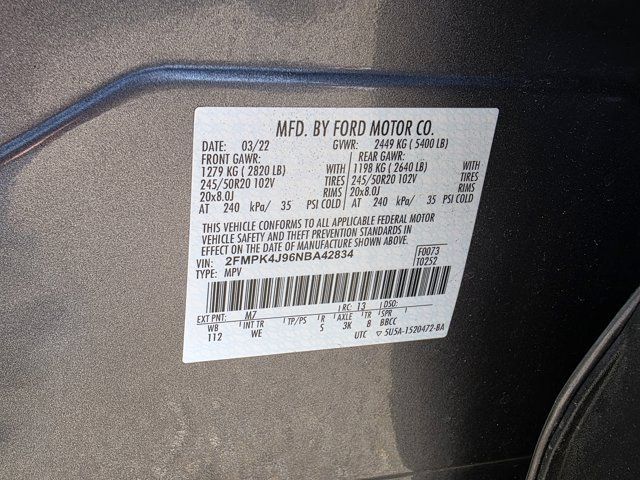 MFD. BY FORD MOTOR CO.
DATE: 03/22 GVWR: 2449 KG ( 5400 LB)
FRONT GAWR: REAR GAWR:
1279 KG ( 2820 LB) WITH 1198 KG ( 2640 LB) WITH
245/50R20 102V TIRES 245/50R20 102V TIRES
20x8.0J RIMS 20x8.0J RIMS
AT 240 kPa/ 35 PSI COLD AT 240 kPa/ 35 PSI COLD
THIS VEHICLE CONFORMS TO ALL APPLICABLE FEDERAL MOTOR
VEHICLE SAFETY AND THEFT PREVENTION STANDARDS IN
EFFECT ON THE DATE OF MANUFACTURE SHOWN ABOVE.
VIN: 2FMPK4J96NBA42834 F0073
TYPE: MPV T0252
EXT PNT: M7 RC: 13 DSO:
WB INT TR TP/PS R AXLE TR SPR
112 WE S 3K B BBCC
UTC ▽ 5U5A-1520472-BA